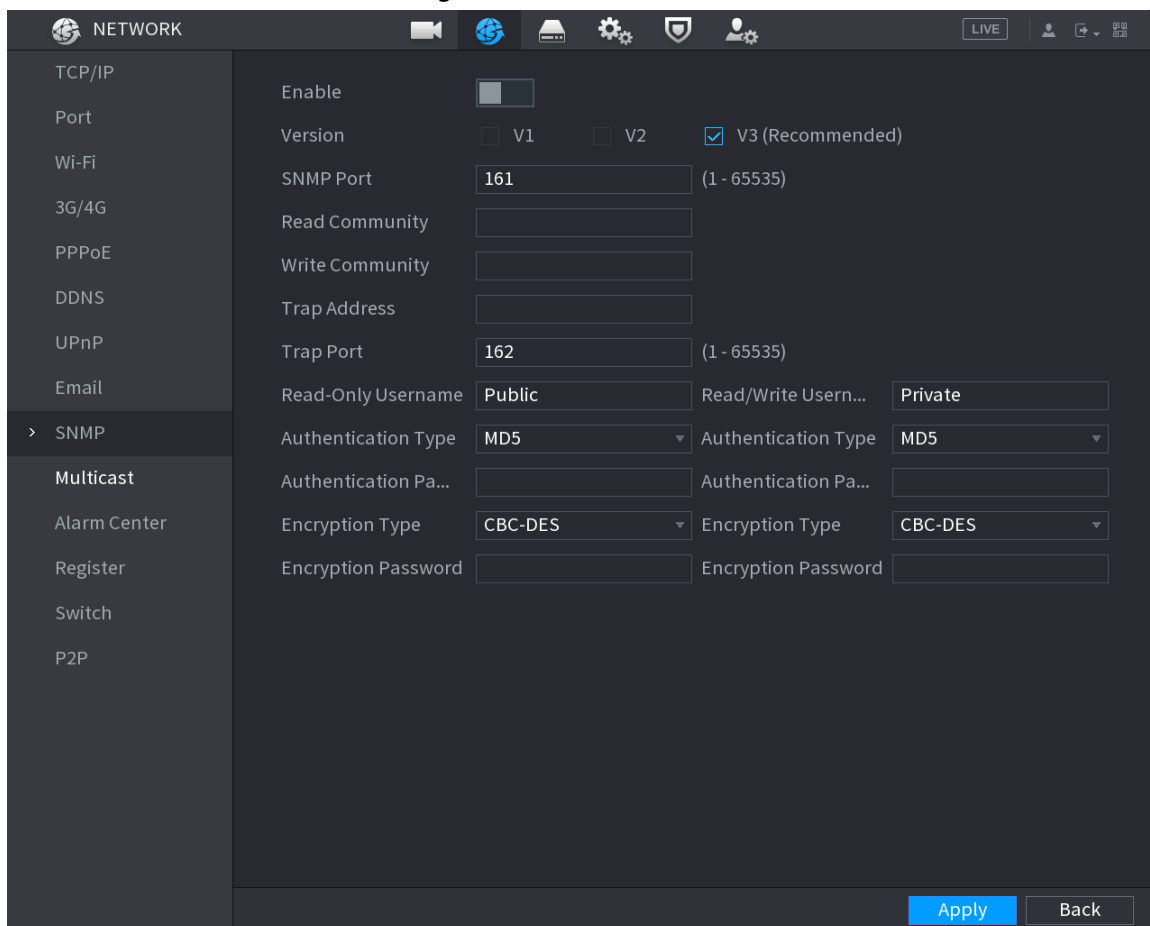 NETWORK LIVE
TCP/IP
Port
Wi-Fi
3G/4G
PPPoE
DDNS
UPnP
Email
SNMP
Multicast
Alarm Center
Register
Switch
P2P
Enable
Version V1 V2 V3 (Recommended)
SNMP Port 161 (1 - 65535)
Read Community
Write Community
Trap Address
Trap Port 162 (1 - 65535)
Read-Only Username Public Read/Write Usern... Private
Authentication Type MD5 Authentication Type MD5
Authentication Pa... Authentication Pa...
Encryption Type CBC-DES Encryption Type CBC-DES
Encryption Password Encryption Password
Apply Back